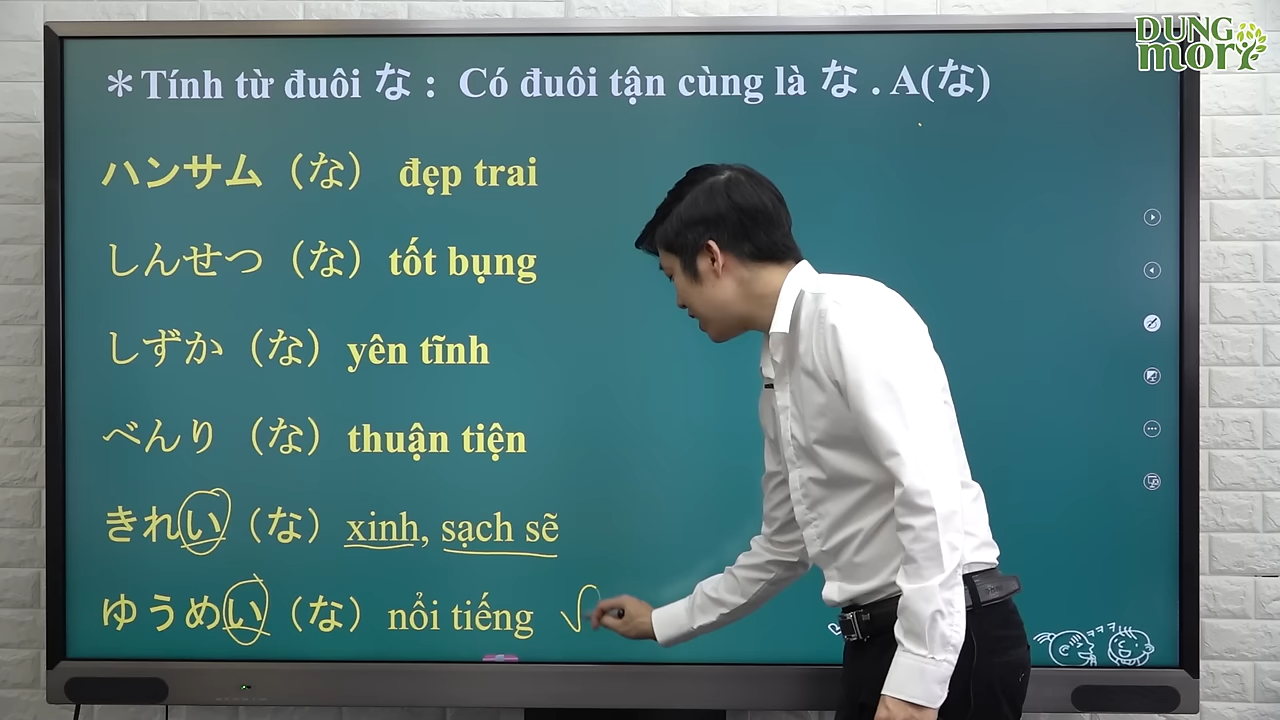 DUNG
mori
＊Tính từ đuôi な : Có đuôi tận cùng là な . A(な)
ハンサム （な） đẹp trai
しんせつ （な） tốt bụng
しずか （な） yên tĩnh
べんり （な） thuận tiện
きれい （な） xinh, sạch sẽ
ゆうめい （な） nổi tiếng